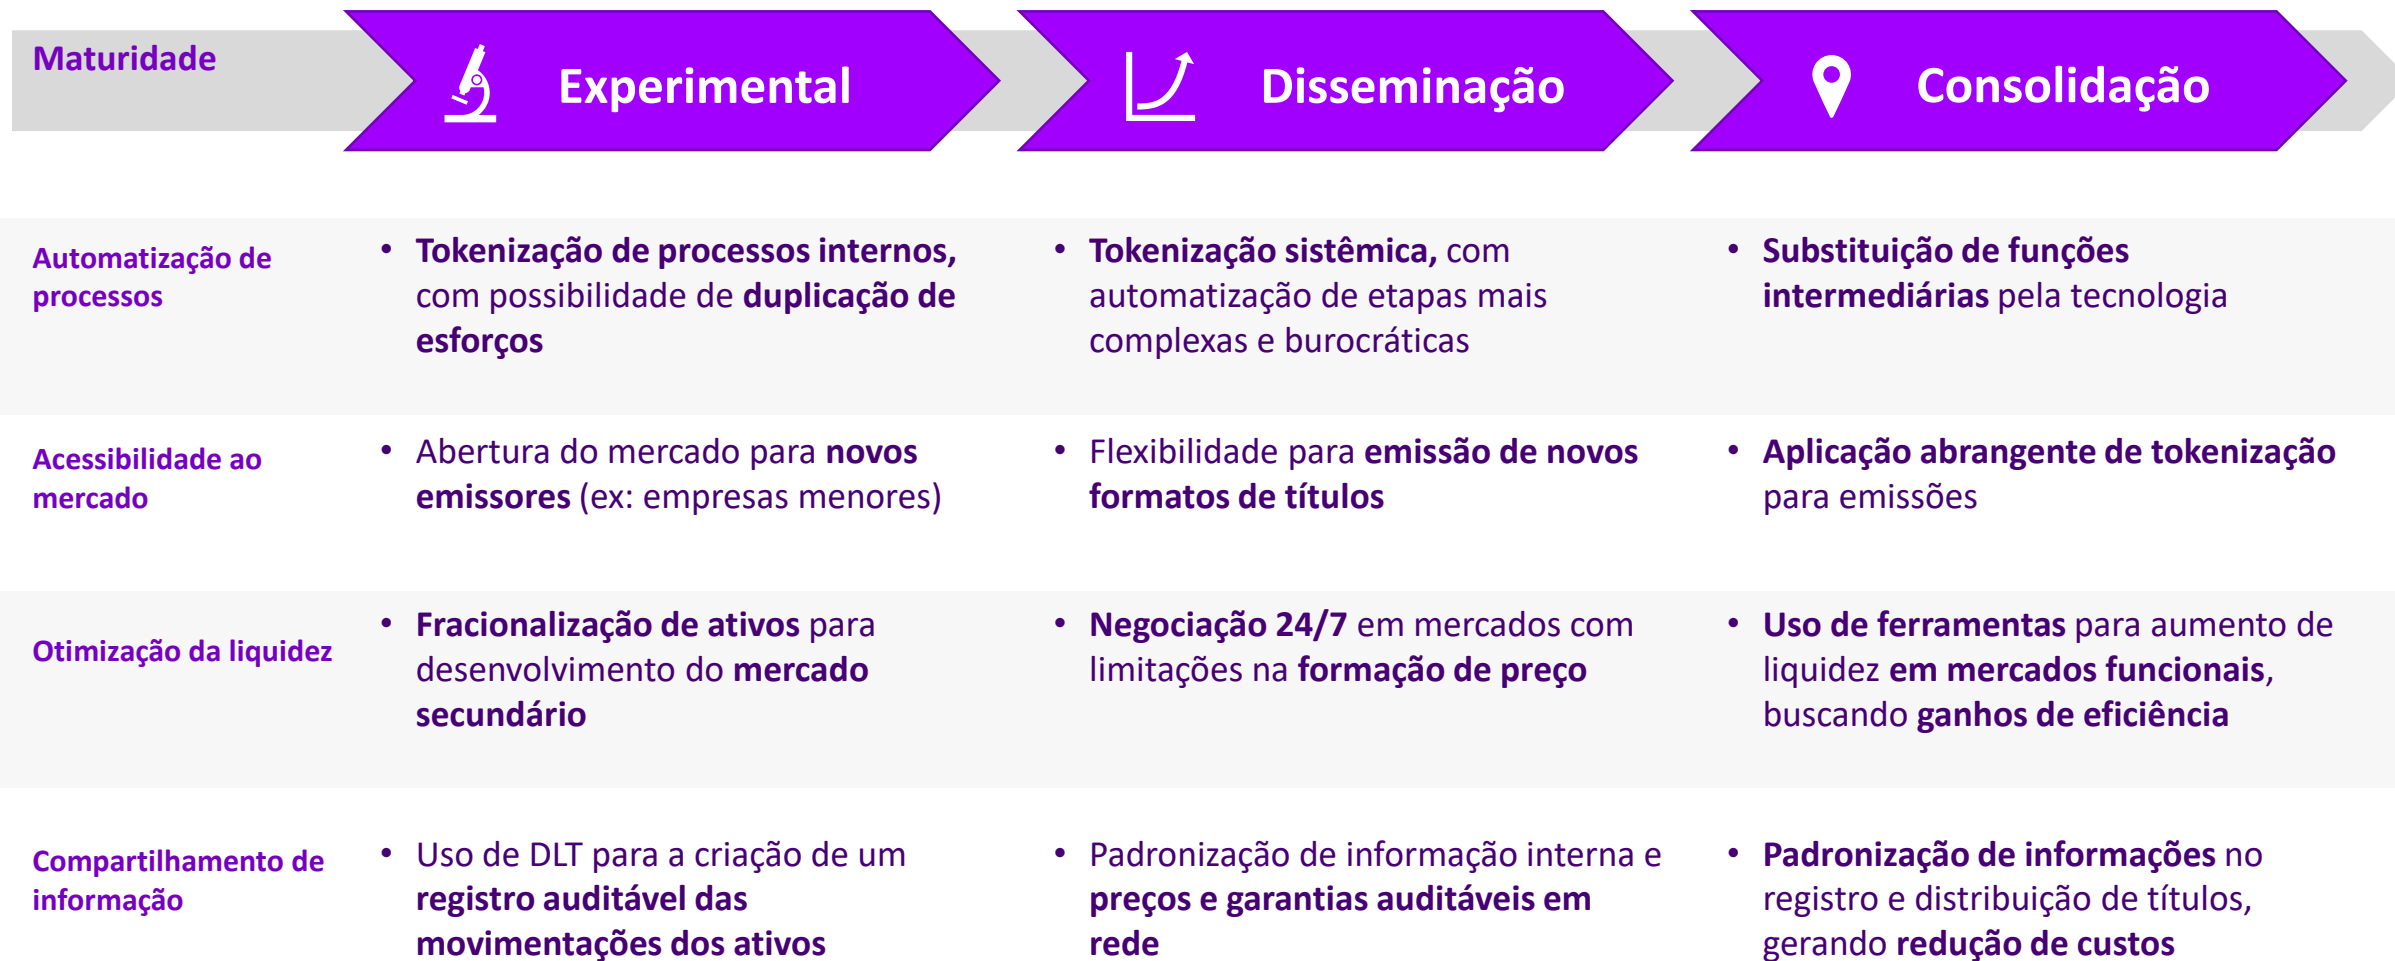 Maturidade
Experimental
Disseminação
Consolidação
Automatização de
processos
• Tokenização de processos internos,
com possibilidade de duplicação de
esforços
• Tokenização sistêmica, com
automatização de etapas mais
complexas e burocráticas
• Substituição de funções
intermediárias pela tecnologia
Acessibilidade ao
mercado
• Abertura do mercado para novos
emissores (ex: empresas menores)
• Flexibilidade para emissão de novos
formatos de títulos
• Aplicação abrangente de tokenização
para emissões
Otimização da liquidez
• Fracionalização de ativos para
desenvolvimento do mercado
secundário
• Negociação 24/7 em mercados com
limitações na formação de preço
• Uso de ferramentas para aumento de
liquidez em mercados funcionais,
buscando ganhos de eficiência
Compartilhamento de
informação
• Uso de DLT para a criação de um
registro auditável das
movimentações dos ativos
• Padronização de informação interna e
preços e garantias auditáveis em
rede
• Padronização de informações no
registro e distribuição de títulos,
gerando redução de custos